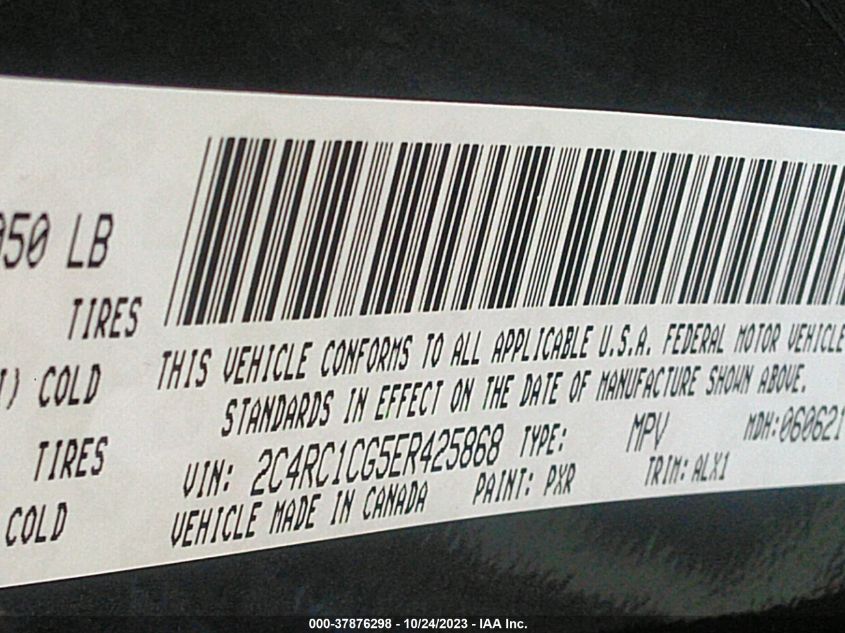 050 LB
TIRES
THIS VEHICLE CONFORMS TO ALL APPLICABLE U.S.A. FEDERAL MOTOR VEHICLE
) COLD
STANDARDS IN EFFECT ON THE DATE OF MANUFACTURE SHOWN ABOVE.
TIRES
VIN: 2C4RC1CG5ER425868 TYPE: MPV MDH: 060621
COLD
VEHICLE MADE IN CANADA PAINT: PXR TRIM: ALX1
000-37876298 - 10/24/2023 - IAA Inc.